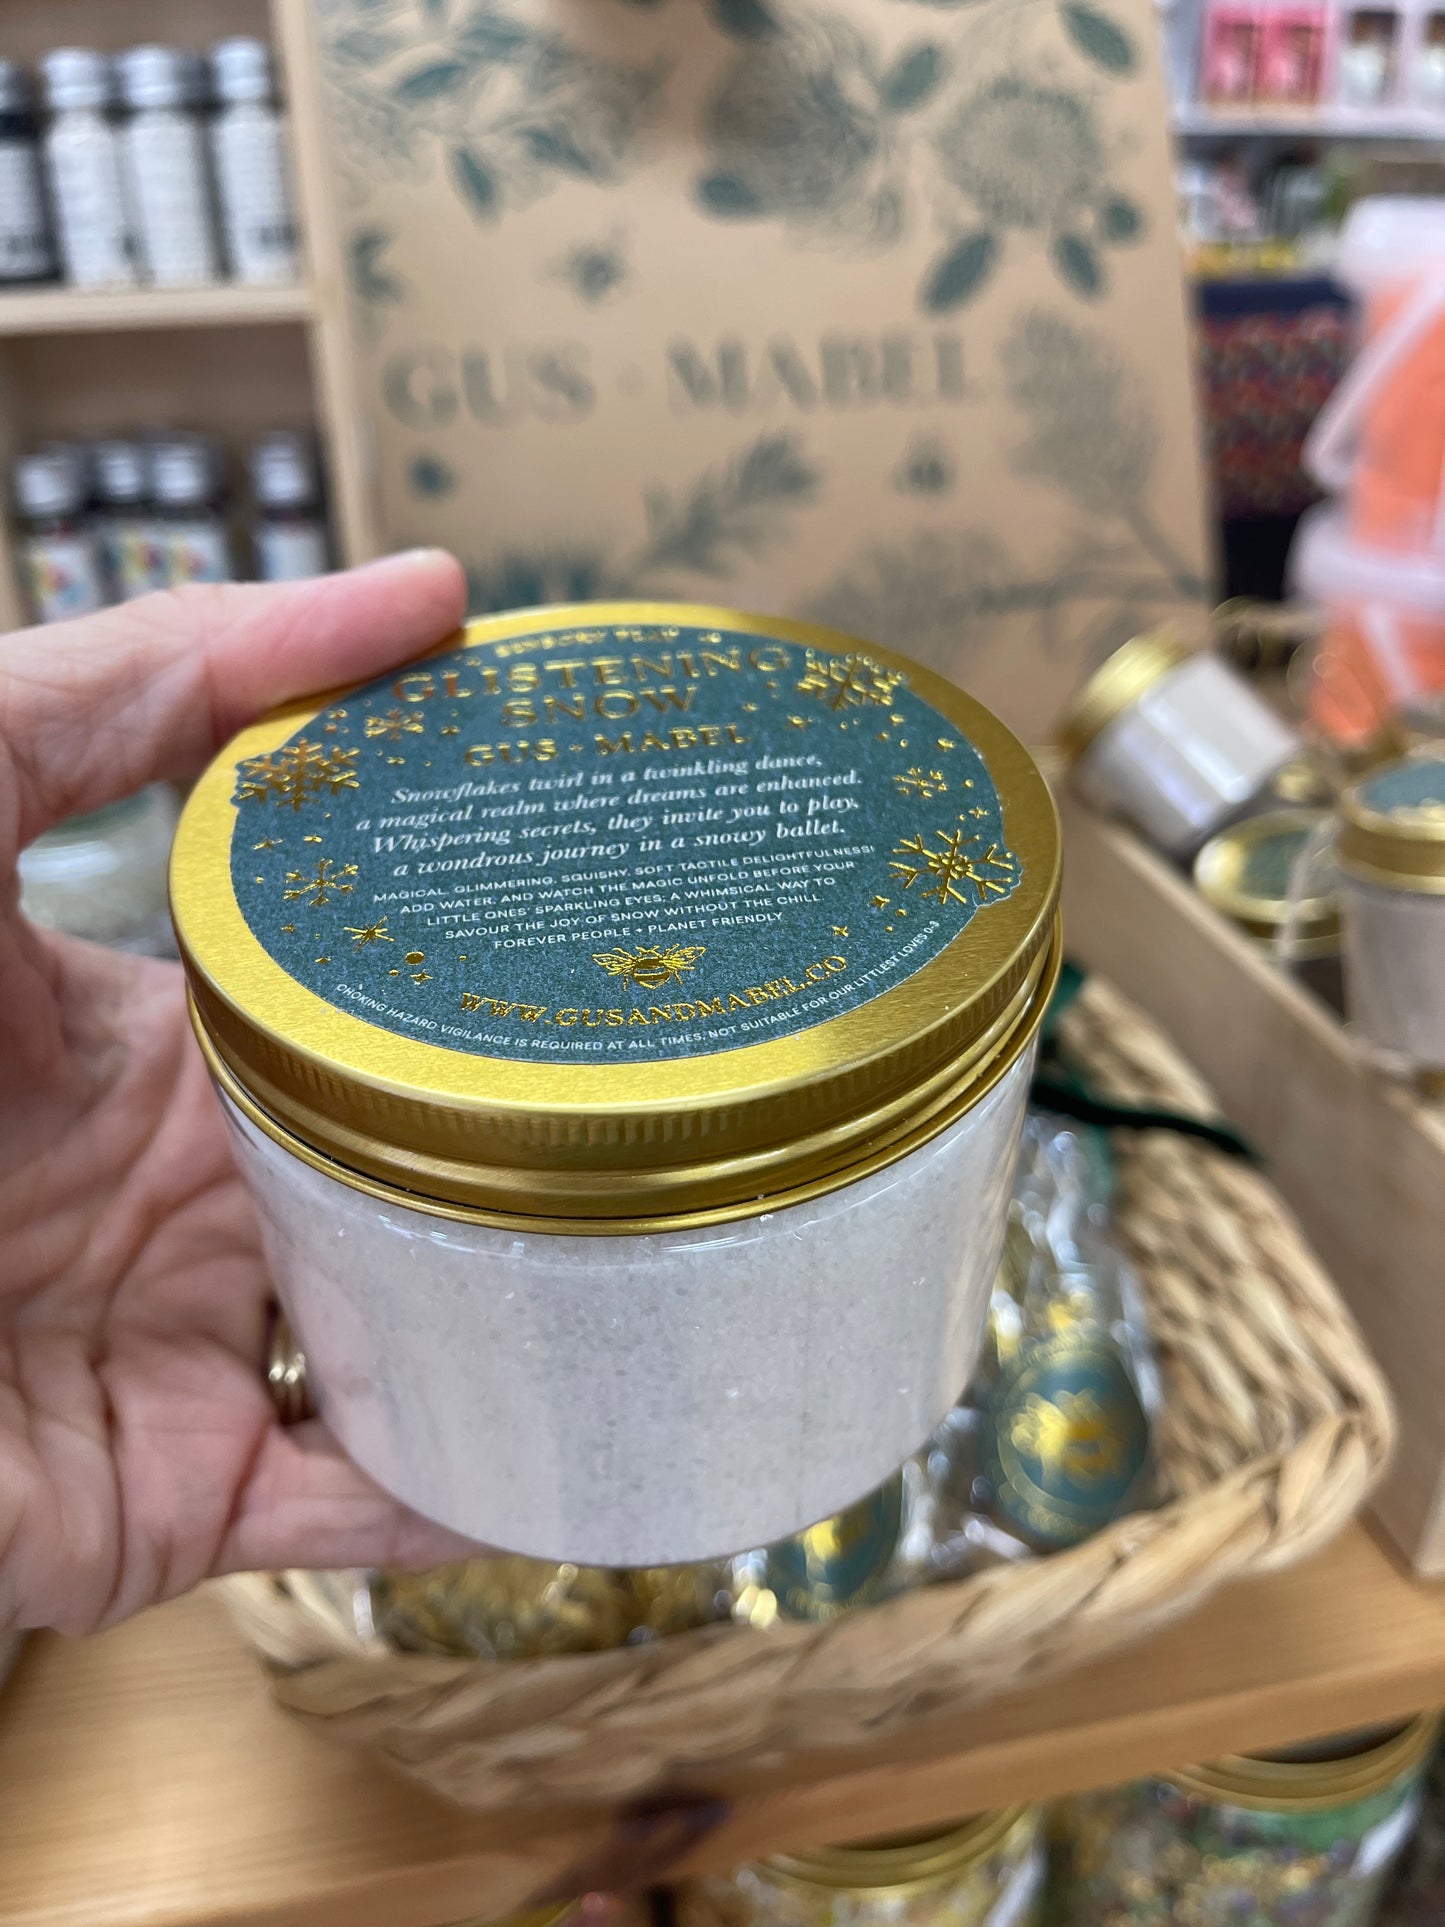 GUS + MABEL
SENSORY PLAY
GLISTENING
SNOW
GUS + MABEL
Snowflakes twirl in a twinkling dance,
a magical realm where dreams are enhanced.
Whispering secrets, they invite you to play,
a wondrous journey in a snowy ballet.
MAGICAL, GLIMMERING, SQUISHY, SOFT TACTILE DELIGHTFULNESS!
ADD WATER, AND WATCH THE MAGIC UNFOLD BEFORE YOUR
LITTLE ONES' SPARKLING EYES; A WHIMSICAL WAY TO
SAVOUR THE JOY OF SNOW WITHOUT THE CHILL
FOREVER PEOPLE + PLANET FRIENDLY
WWW.GUSANDMABEL.CO
CHOKING HAZARD VIGILANCE IS REQUIRED AT ALL TIMES, NOT SUITABLE FOR OUR LITTLEST LOVES 0-3